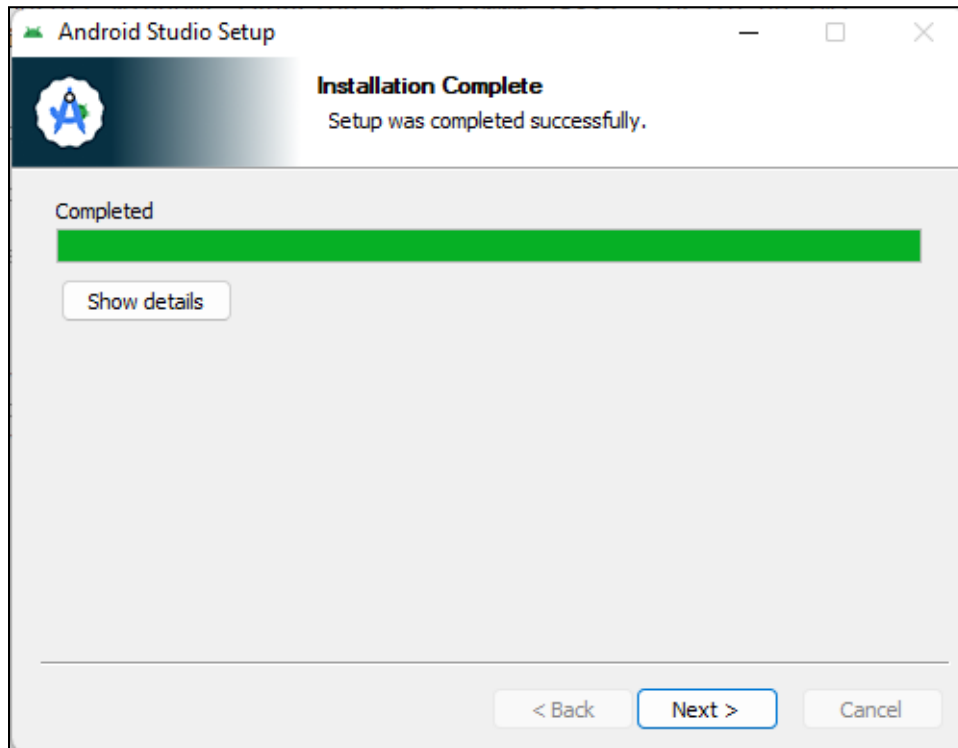 Android Studio Setup
Installation Complete
Setup was completed successfully.
Completed
Show details
< Back
Next >
Cancel